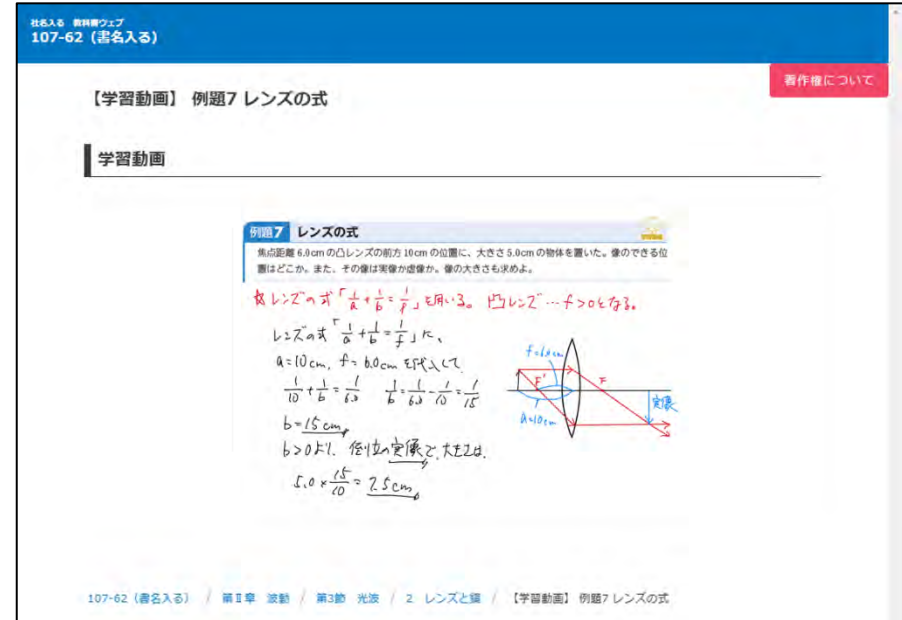 社名入る 教科書ウェブ
107-62（書名入る）
著作権について
【学習動画】 例題7 レンズの式
学習動画
例題7 レンズの式
焦点距離 6.0cm の凸レンズの前方 10cm の位置に、大きさ 5.0cm の物体を置いた。像のできる位
置はどこか。また、その像は実像か虚像か。像の大きさも求めよ。
☆レンズの式「1/a + 1/b = 1/f」を用いる。 凸レンズ…f>0となる。
レンズの式「1/a + 1/b = 1/f」に、
a=10cm, f=6.0cm を代入して
1/10 + 1/b = 1/6.0 1/b = 1/6.0 - 1/10 = 1/15
b=15cm
b>0より、倒立の実像で、大きさは、
5.0 × 15/10 = 7.5cm
f=6.0cm
F'
F
a=10cm
実像
107-62（書名入る） / 第Ⅱ章 波動 / 第3節 光波 / 2 レンズと鏡 / 【学習動画】 例題7 レンズの式